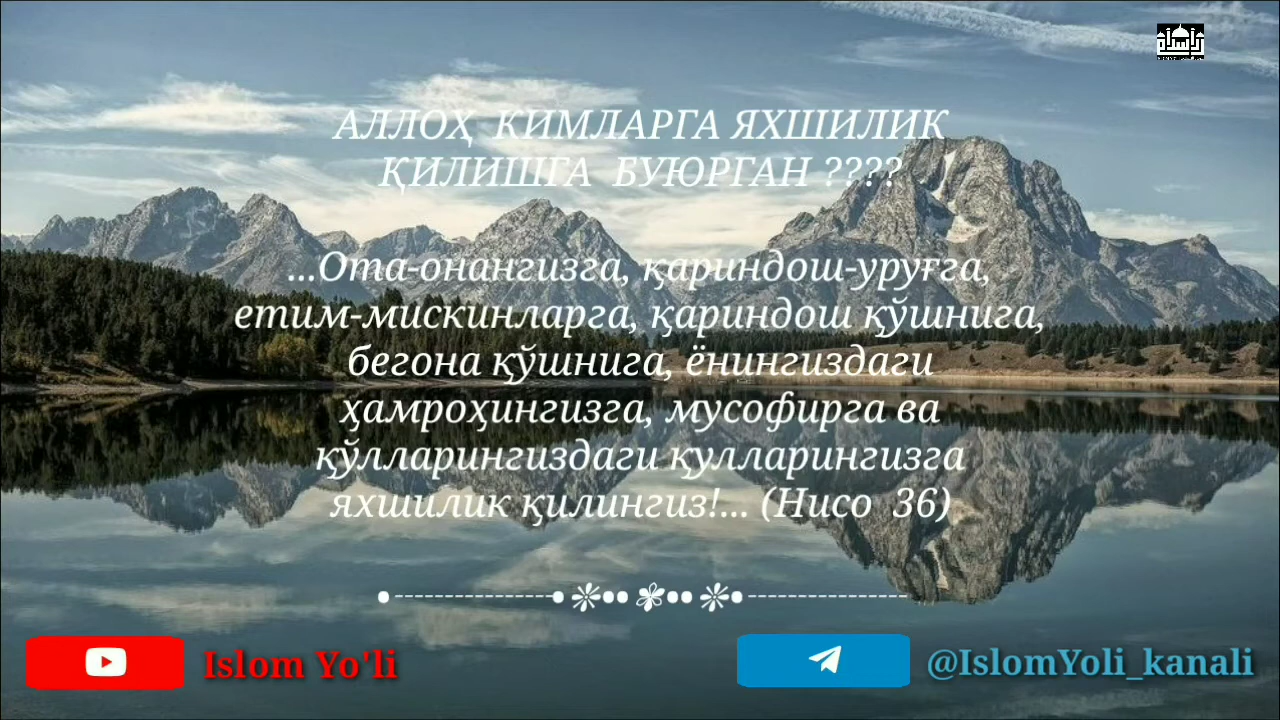 АЛЛОҲ КИМЛАРГА ЯХШИЛИК
ҚИЛИШГА БУЮРГАН ????
...Ота-онангизга, қариндош-уруғга,
етим-мискинларга, қариндош қўшнига,
бегона қўшнига, ёнингиздаги
ҳамроҳингизга, мусофирга ва
қўлларингиздаги қулларингизга
яхшилик қилингиз!... (Нисо 36)
Islom Yo'li
@IslomYoli_kanali